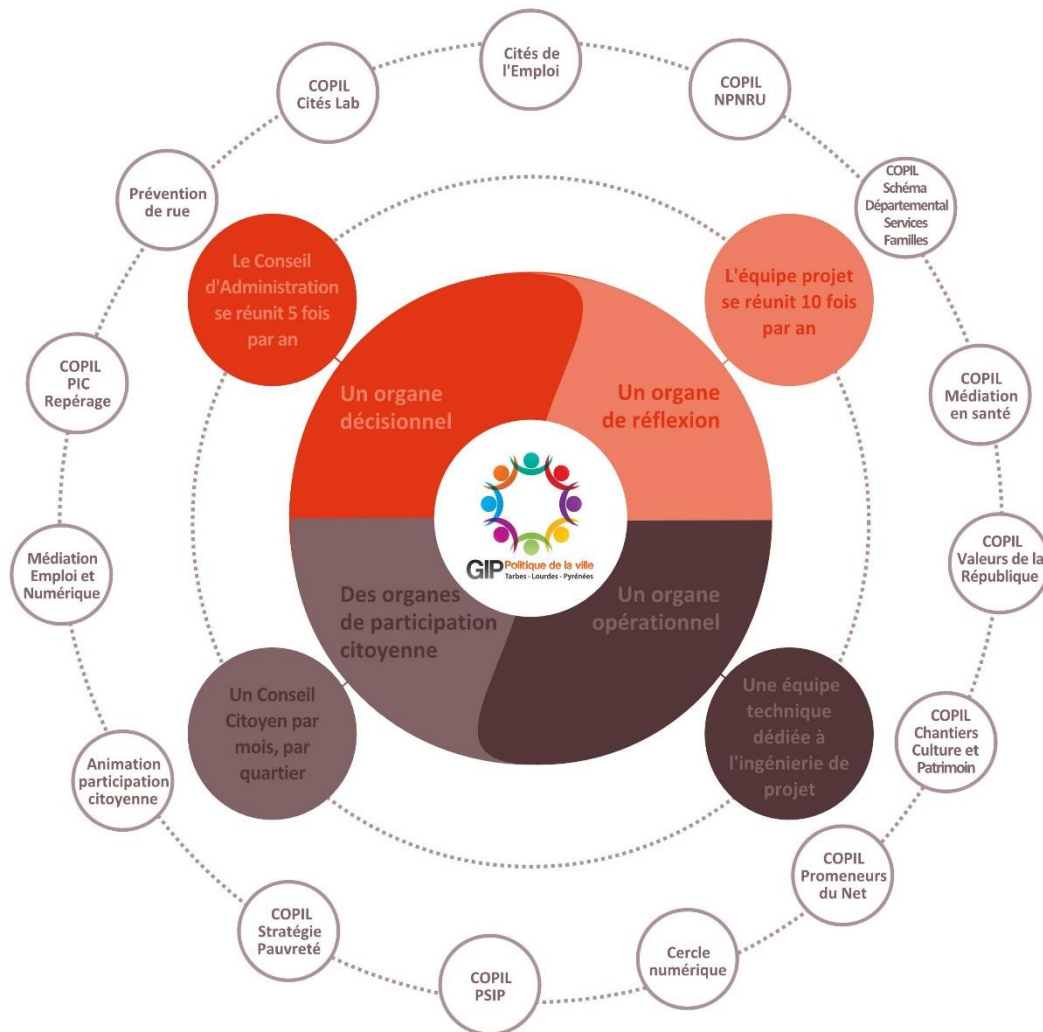 Cités de
l'Emploi
COPIL
NPNRU
COPIL
Schéma
Départemental
Services
Familles
COPIL
Médiation
en santé
COPIL
Valeurs de la
République
COPIL
Chantiers
Culture et
Patrimoin
COPIL
Promeneurs
du Net
Cercle
numérique
COPIL
PSIP
COPIL
Stratégie
Pauvreté
Animation
participation
citoyenne
Médiation
Emploi et
Numérique
COPIL
PIC
Repérage
Prévention
de rue
COPIL
Cités Lab
Le Conseil
d'Administration
se réunit 5 fois
par an
L'équipe projet
se réunit 10 fois
par an
Un organe
décisionnel
Un organe
de réflexion
GIP Politique de la ville
Tarbes - Lourdes - Pyrénées
Des organes
de participation
citoyenne
Un organe
opérationnel
Un Conseil
Citoyen par
mois, par
quartier
Une équipe
technique
dédiée à
l'ingénierie de
projet